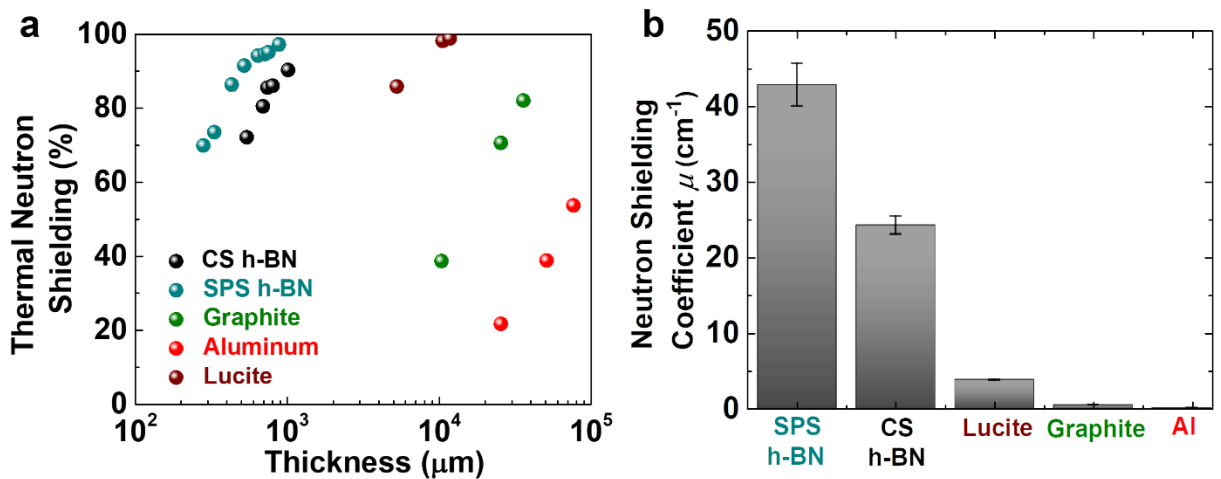 a
Thermal Neutron
Shielding (%)
100
80
60
40
20
0
CS h-BN
SPS h-BN
Graphite
Aluminum
Lucite
10² 10³ 10⁴ 10⁵
Thickness (μm)
b
Neutron Shielding
Coefficient μ (cm⁻¹)
50
40
30
20
10
0
SPS
h-BN
CS
h-BN
Lucite
Graphite
Al